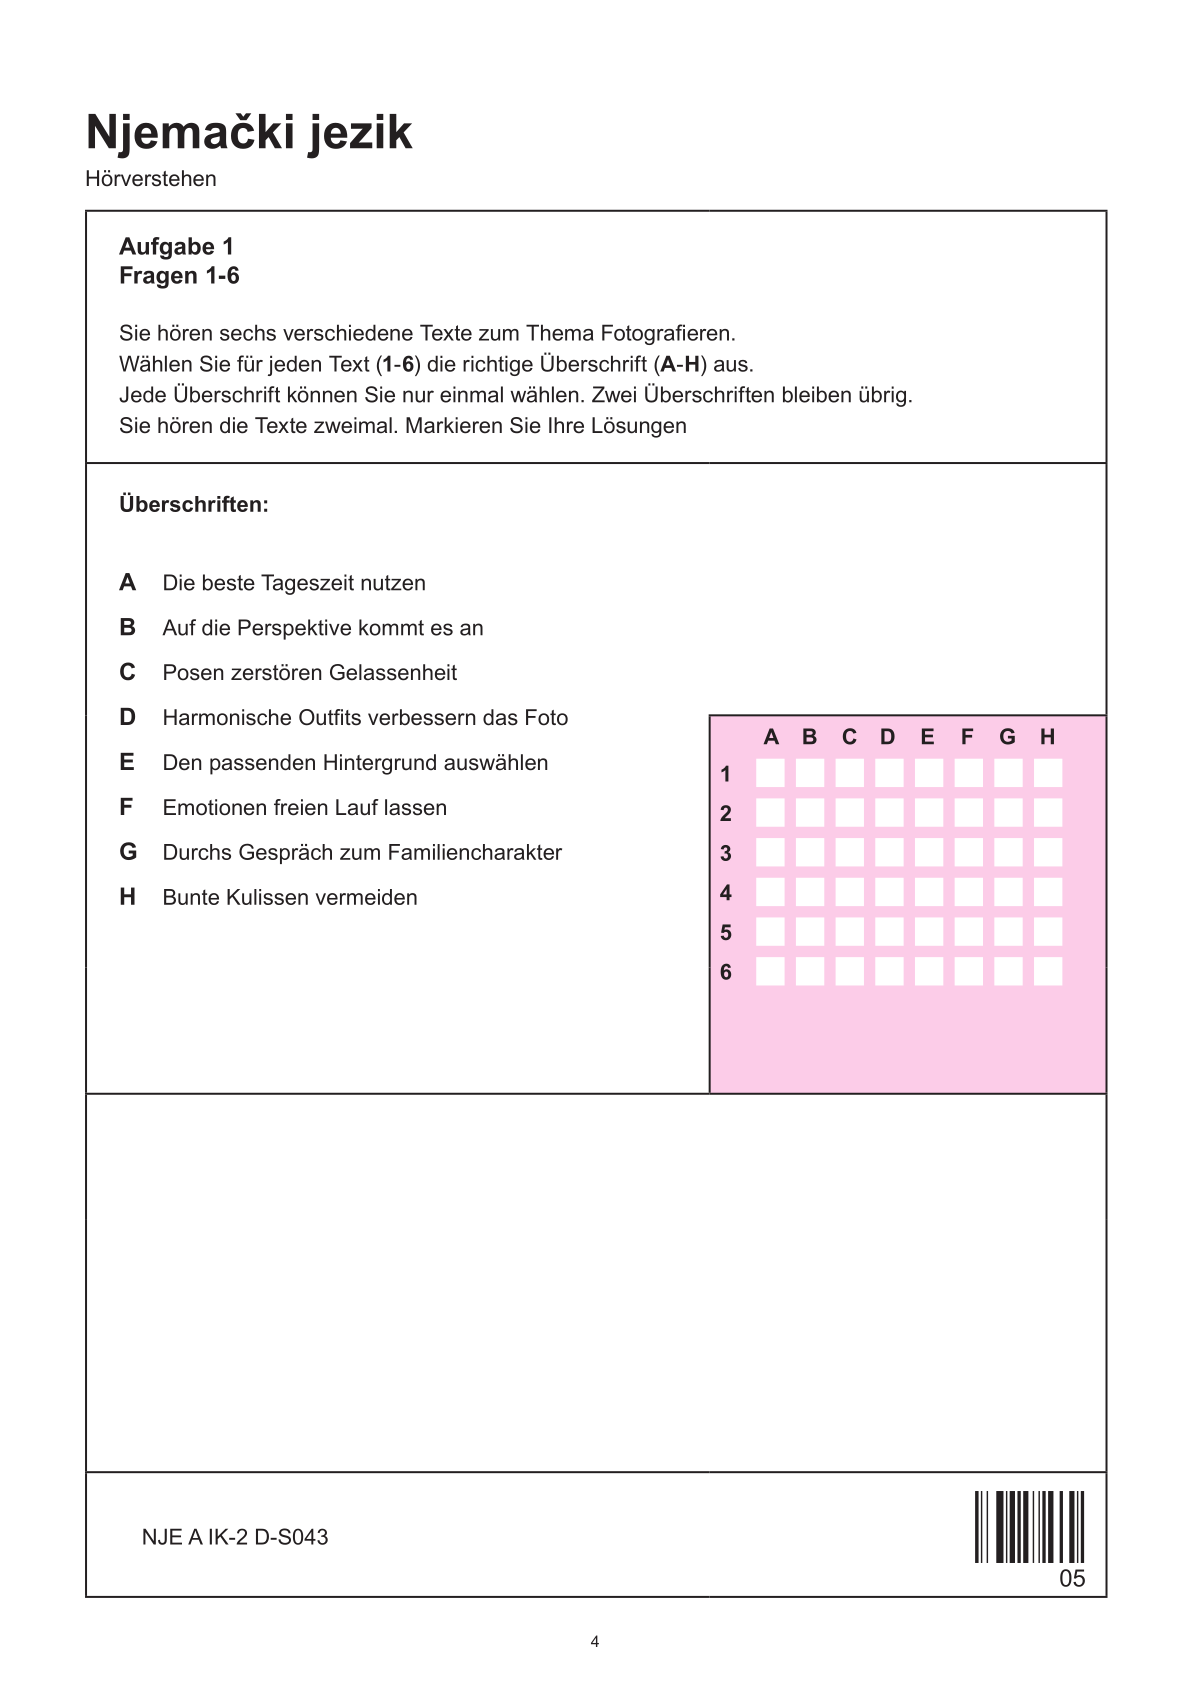 Njemački jezik
Hörverstehen
Aufgabe 1
Fragen 1-6
Sie hören sechs verschiedene Texte zum Thema Fotografieren.
Wählen Sie für jeden Text (1-6) die richtige Überschrift (A-H) aus.
Jede Überschrift können Sie nur einmal wählen. Zwei Überschriften bleiben übrig.
Sie hören die Texte zweimal. Markieren Sie Ihre Lösungen
Überschriften:
A Die beste Tageszeit nutzen
B Auf die Perspektive kommt es an
C Posen zerstören Gelassenheit
D Harmonische Outfits verbessern das Foto
E Den passenden Hintergrund auswählen
F Emotionen freien Lauf lassen
G Durchs Gespräch zum Familiencharakter
H Bunte Kulissen vermeiden
A B C D E F G H
1
2
3
4
5
6
NJE A IK-2 D-S043
05
4